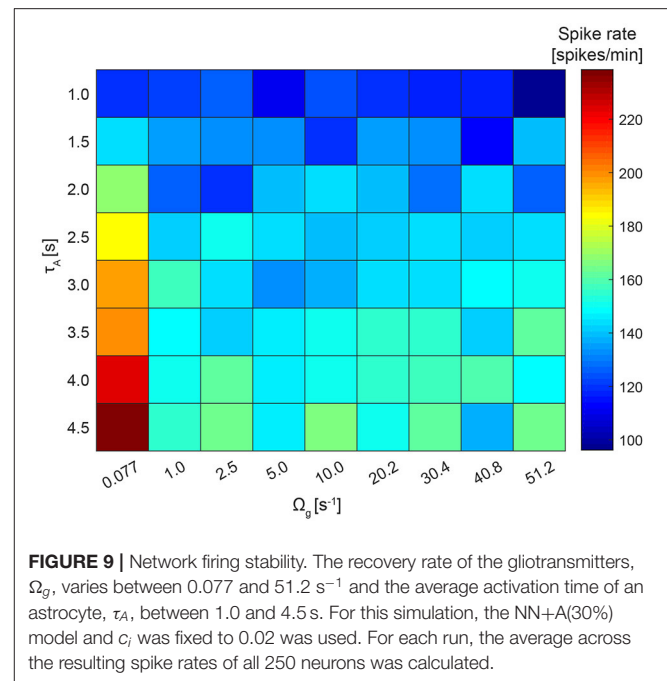 Spike rate
[spikes/min]
1.0
1.5
2.0
2.5
3.0
3.5
4.0
4.5
τ_A [s]
220
200
180
160
140
120
100
0.077
1.0
2.5
5.0
10.0
20.2
30.4
40.8
51.2
Ω_g [s⁻¹]
FIGURE 9 | Network firing stability. The recovery rate of the gliotransmitters,
Ω_g, varies between 0.077 and 51.2 s⁻¹ and the average activation time of an
astrocyte, τ_A, between 1.0 and 4.5 s. For this simulation, the NN+A(30%)
model and c_i was fixed to 0.02 was used. For each run, the average across
the resulting spike rates of all 250 neurons was calculated.